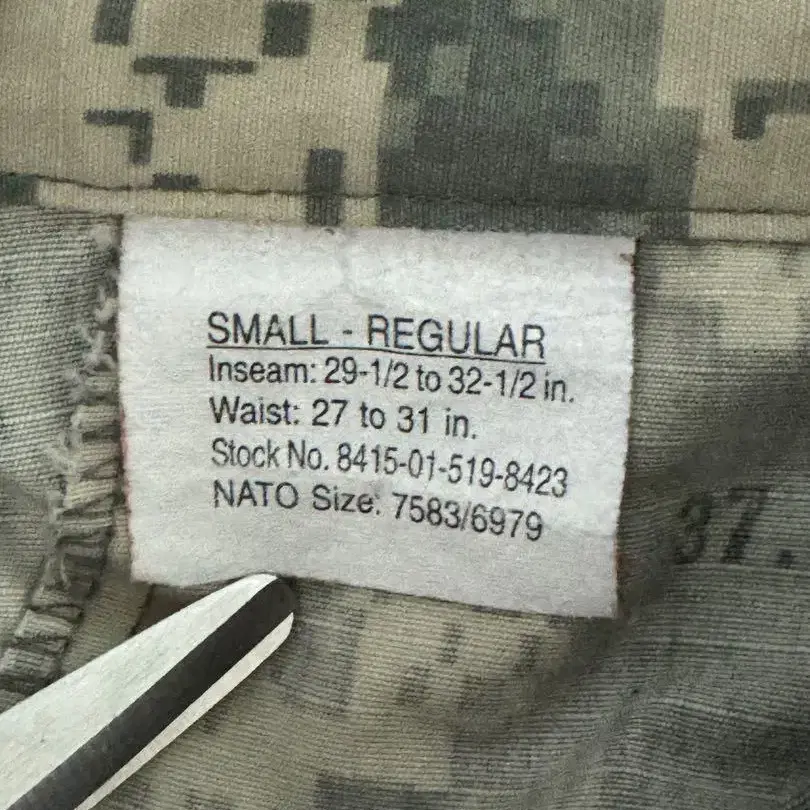 SMALL - REGULAR
Inseam: 29-1/2 to 32-1/2 in.
Waist: 27 to 31 in.
Stock No. 8415-01-519-8423
NATO Size: 7583/6979
37.